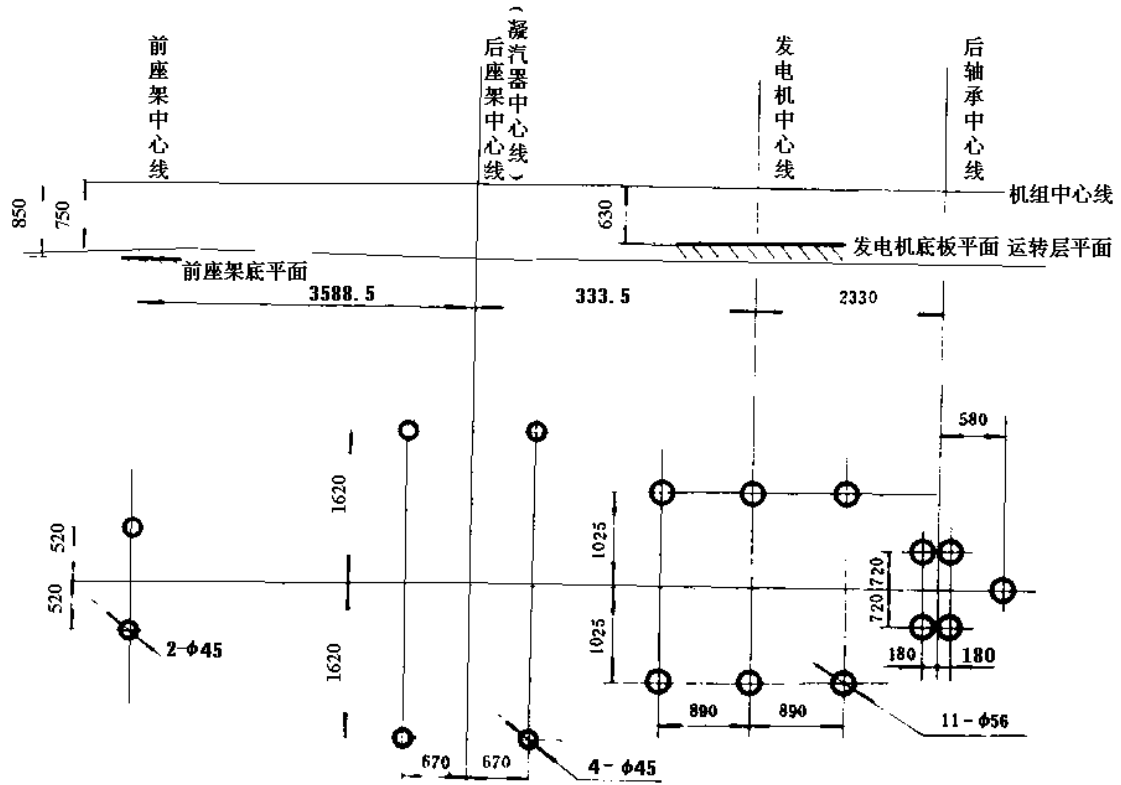 前座架中心线
后座架中心线
(凝汽器中心线)
发电机中心线
后轴承中心线
机组中心线
850
750
630
发电机底板平面 运转层平面
前座架底平面
3588.5
333.5
2330
580
1620
520
1025
720
520
720
1620
1025
2-φ45
180
180
890
890
11-φ56
670
670
4-φ45